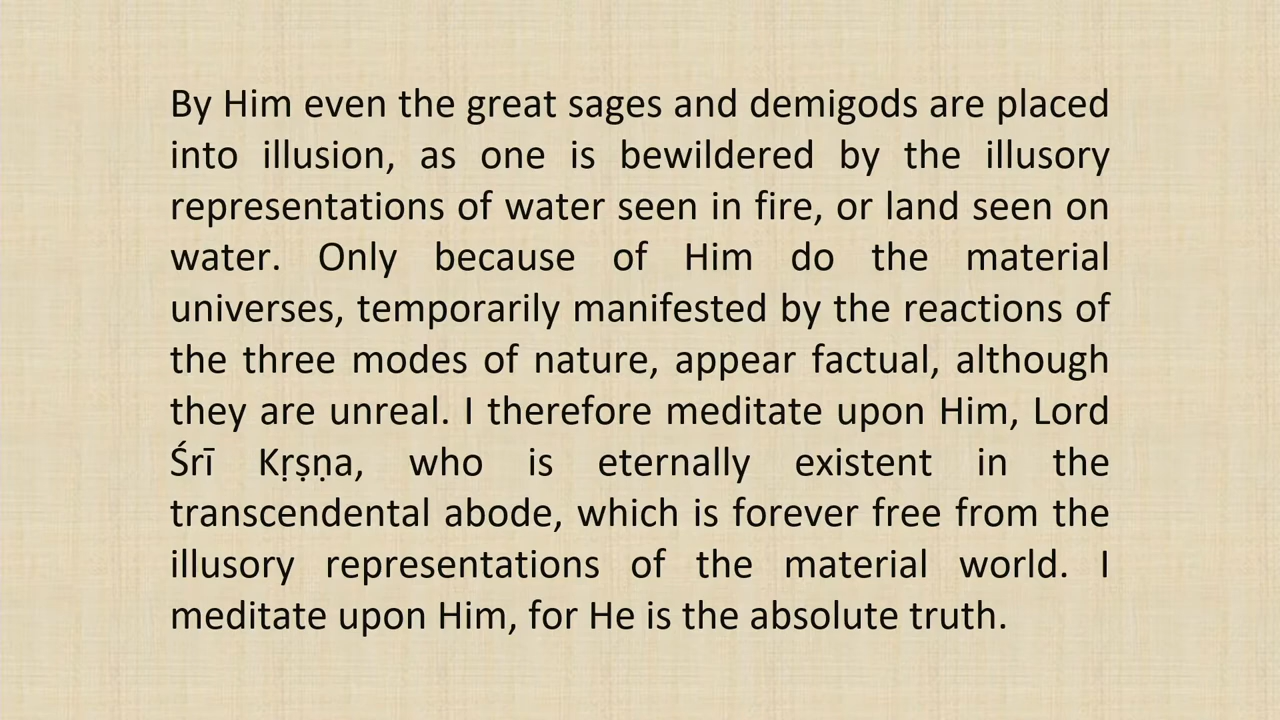 By Him even the great sages and demigods are placed
into illusion, as one is bewildered by the illusory
representations of water seen in fire, or land seen on
water. Only because of Him do the material
universes, temporarily manifested by the reactions of
the three modes of nature, appear factual, although
they are unreal. I therefore meditate upon Him, Lord
Śrī Kṛṣṇa, who is eternally existent in the
transcendental abode, which is forever free from the
illusory representations of the material world. I
meditate upon Him, for He is the absolute truth.